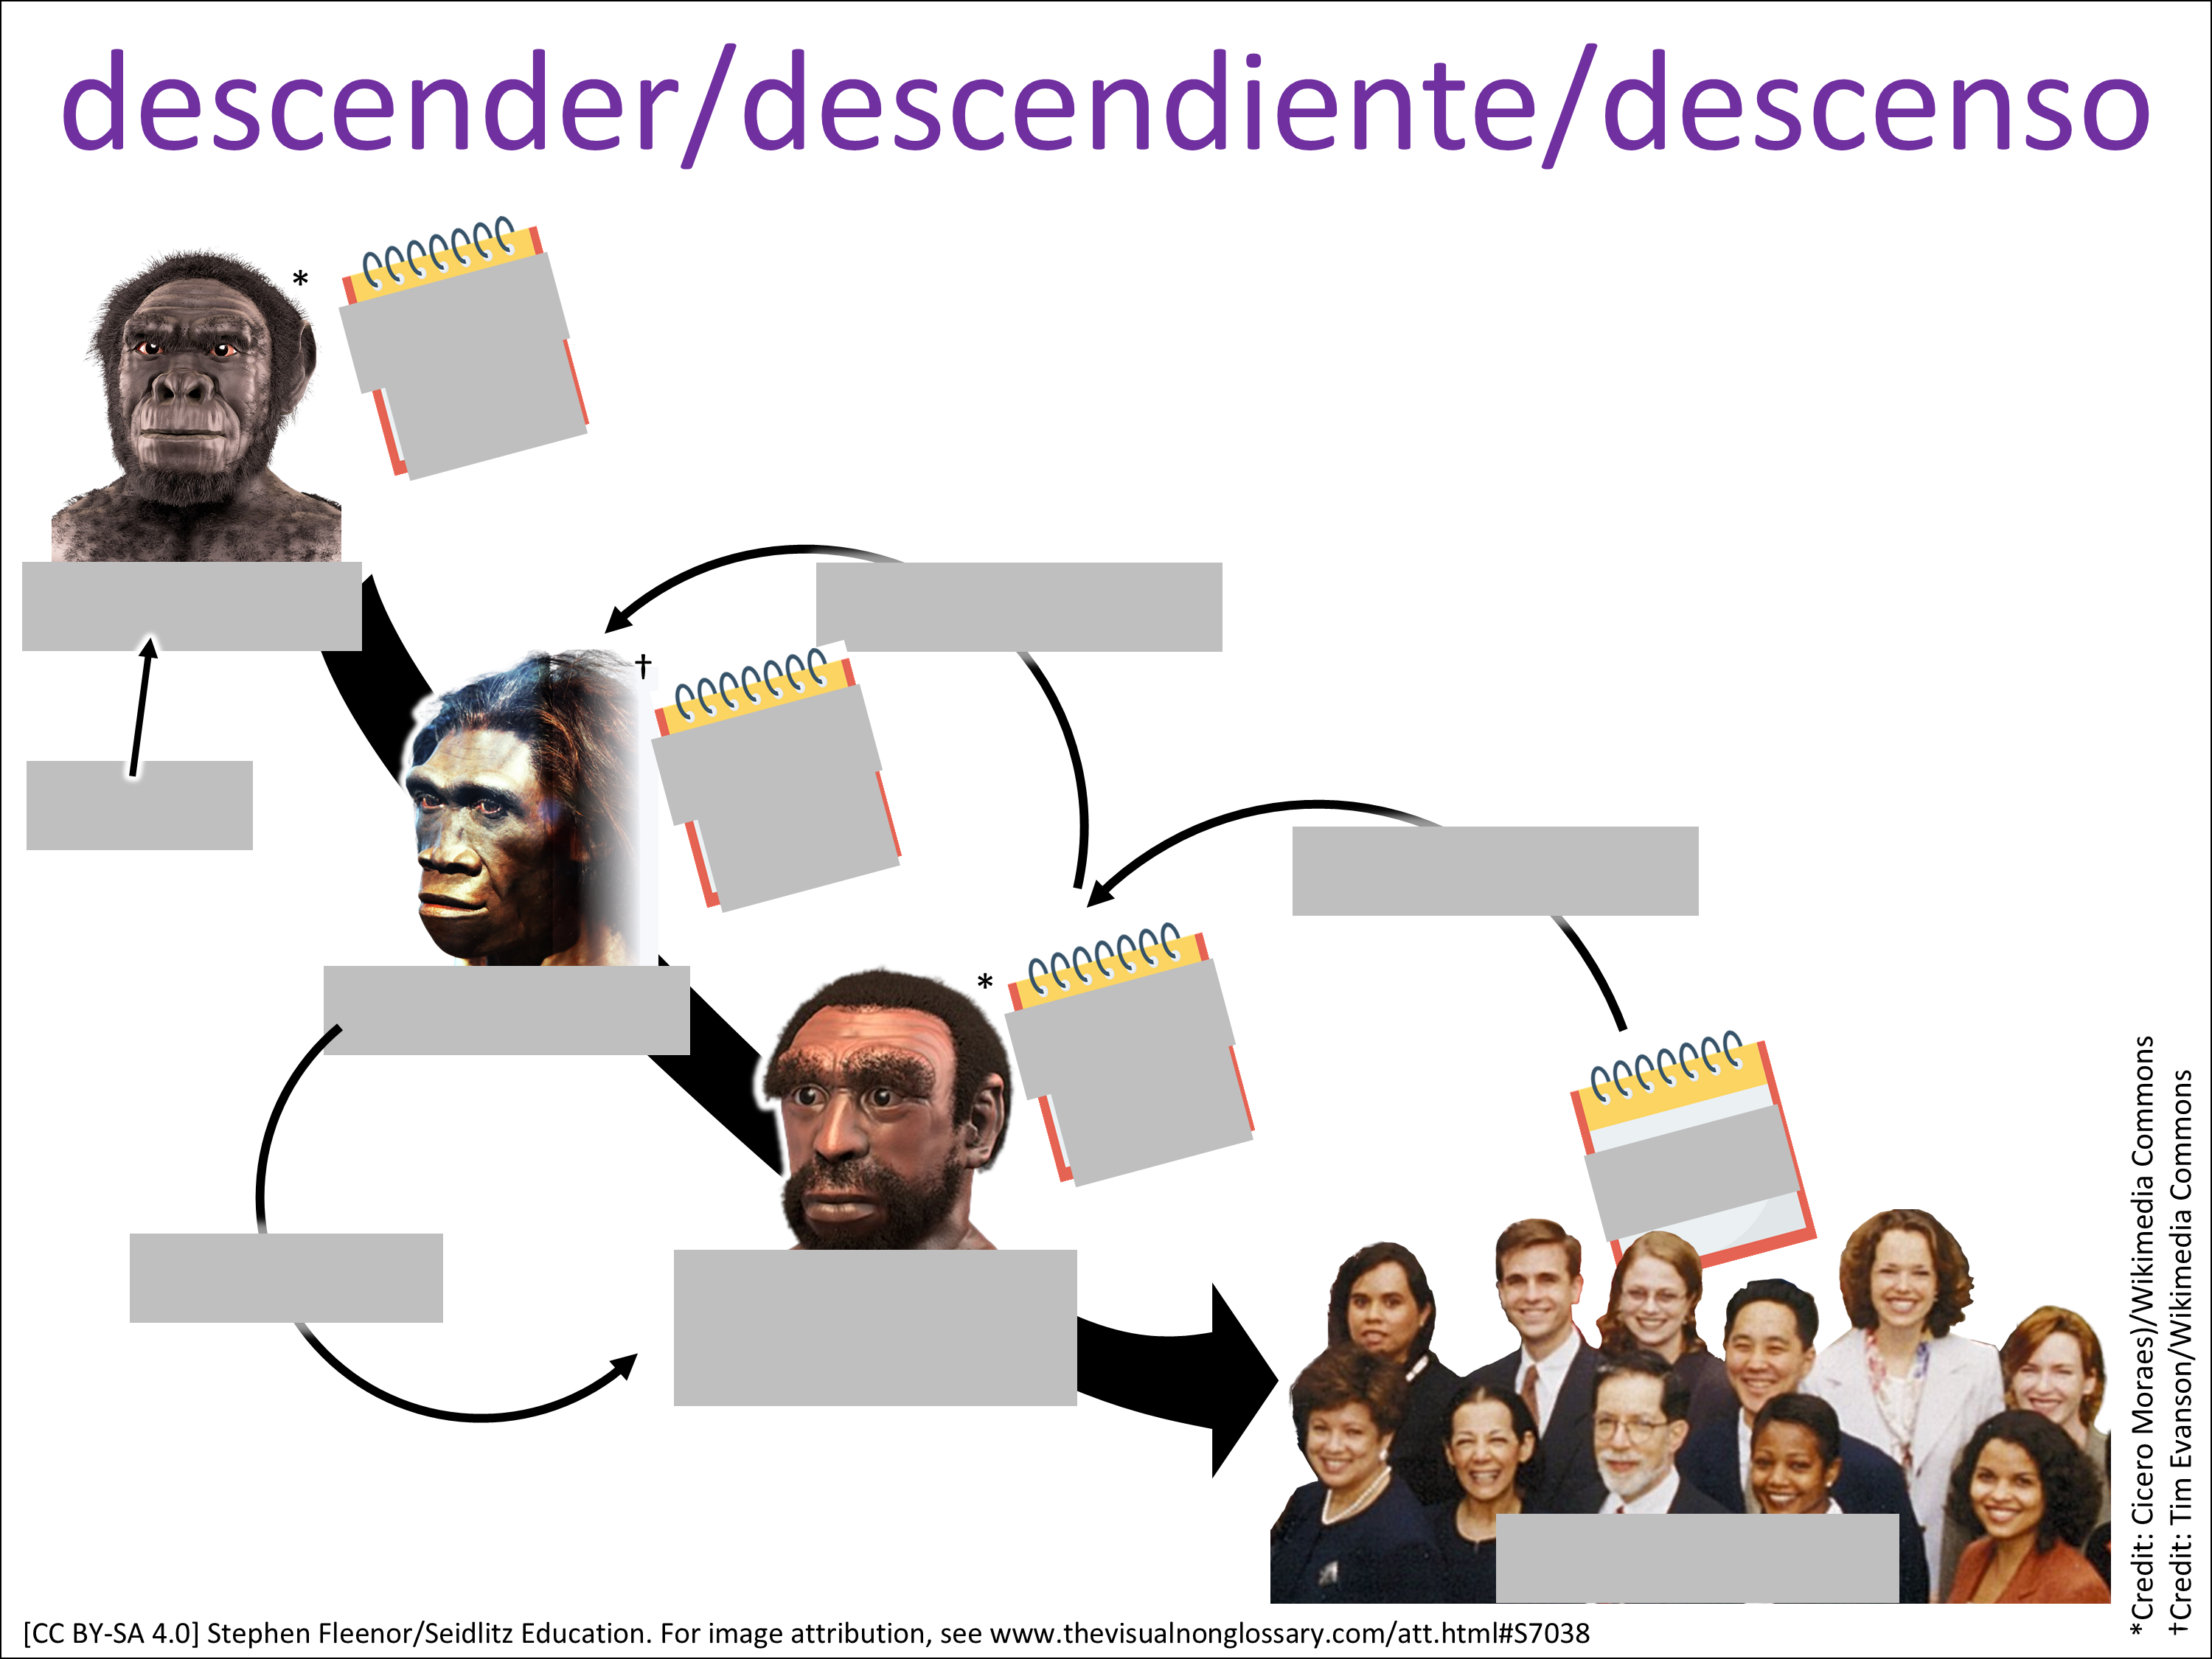 descender/descendiente/descenso
*
†
*
*Credit: Cicero Moraes)/Wikimedia Commons
†Credit: Tim Evanson/Wikimedia Commons
[CC BY-SA 4.0] Stephen Fleenor/Seidlitz Education. For image attribution, see www.thevisualnonglossary.com/att.html#S7038